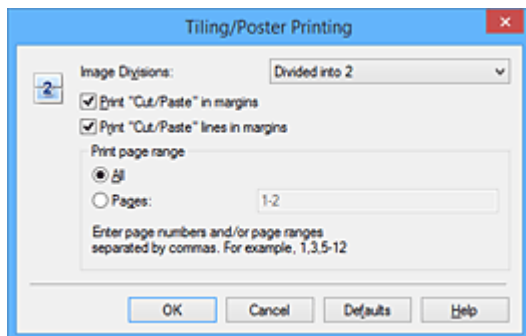 Tiling/Poster Printing
Image Divisions: Divided into 2
2
Print "Cut/Paste" in margins
Print "Cut/Paste" lines in margins
Print page range
All
Pages: 1-2
Enter page numbers and/or page ranges
separated by commas. For example, 1,3,5-12
OK Cancel Defaults Help